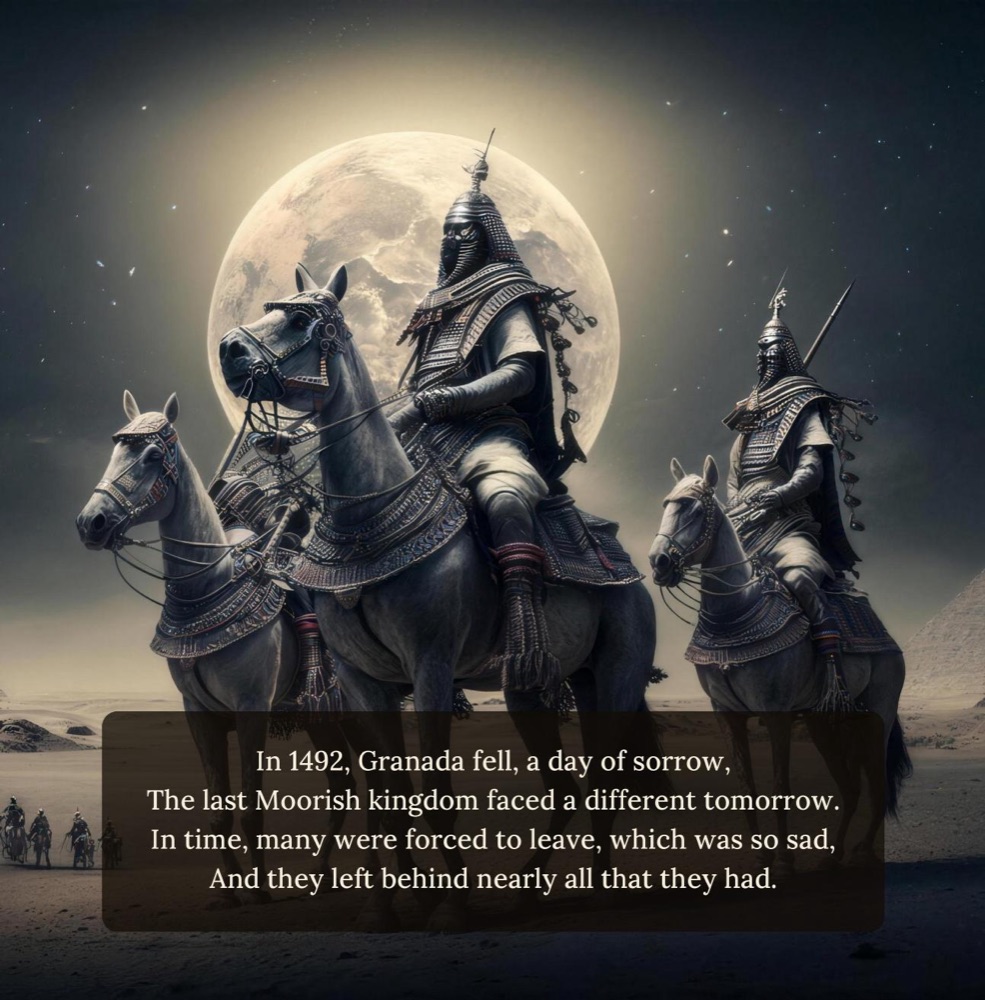 In 1492, Granada fell, a day of sorrow,
The last Moorish kingdom faced a different tomorrow.
In time, many were forced to leave, which was so sad,
And they left behind nearly all that they had.